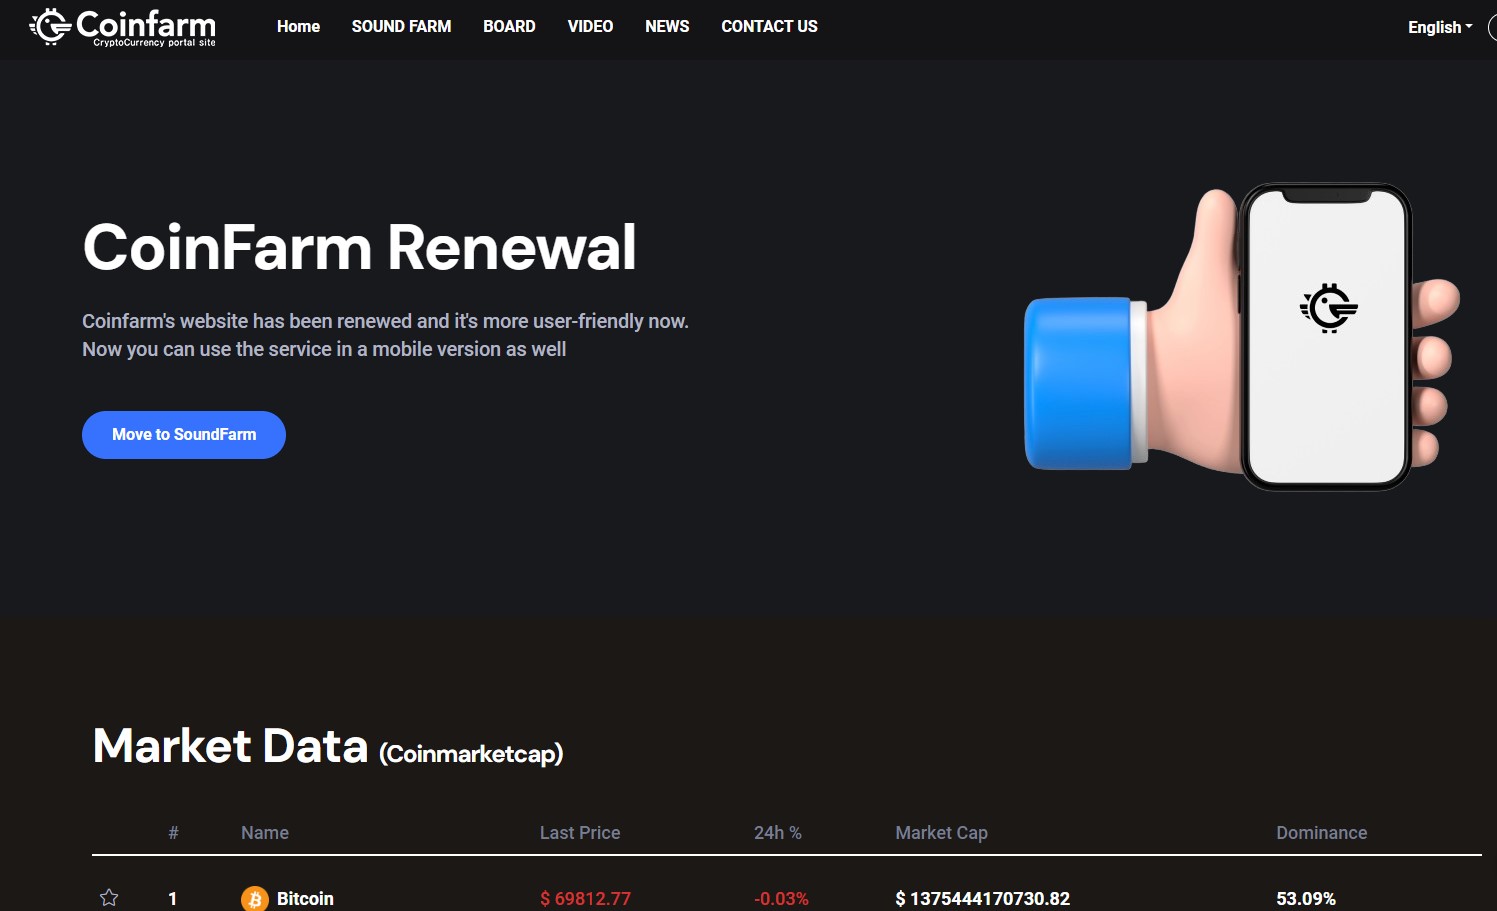 Coinfarm
CryptoCurrency portal site
Home SOUND FARM BOARD VIDEO NEWS CONTACT US English
CoinFarm Renewal
Coinfarm's website has been renewed and it's more user-friendly now.
Now you can use the service in a mobile version as well
Move to SoundFarm
Market Data (Coinmarketcap)
# Name Last Price 24h % Market Cap Dominance
1 Bitcoin $ 69812.77 -0.03% $ 1375444170730.82 53.09%